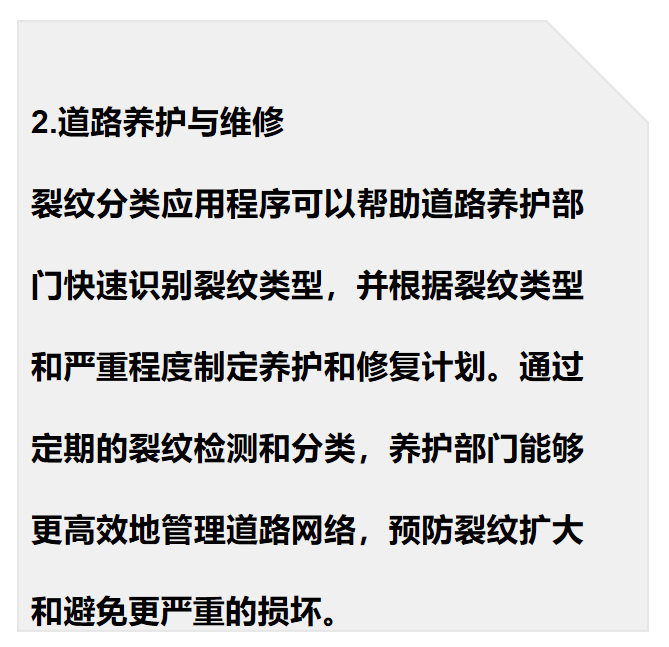 2.道路养护与维修
裂纹分类应用程序可以帮助道路养护部
门快速识别裂纹类型，并根据裂纹类型
和严重程度制定养护和修复计划。通过
定期的裂纹检测和分类，养护部门能够
更高效地管理道路网络，预防裂纹扩大
和避免更严重的损坏。